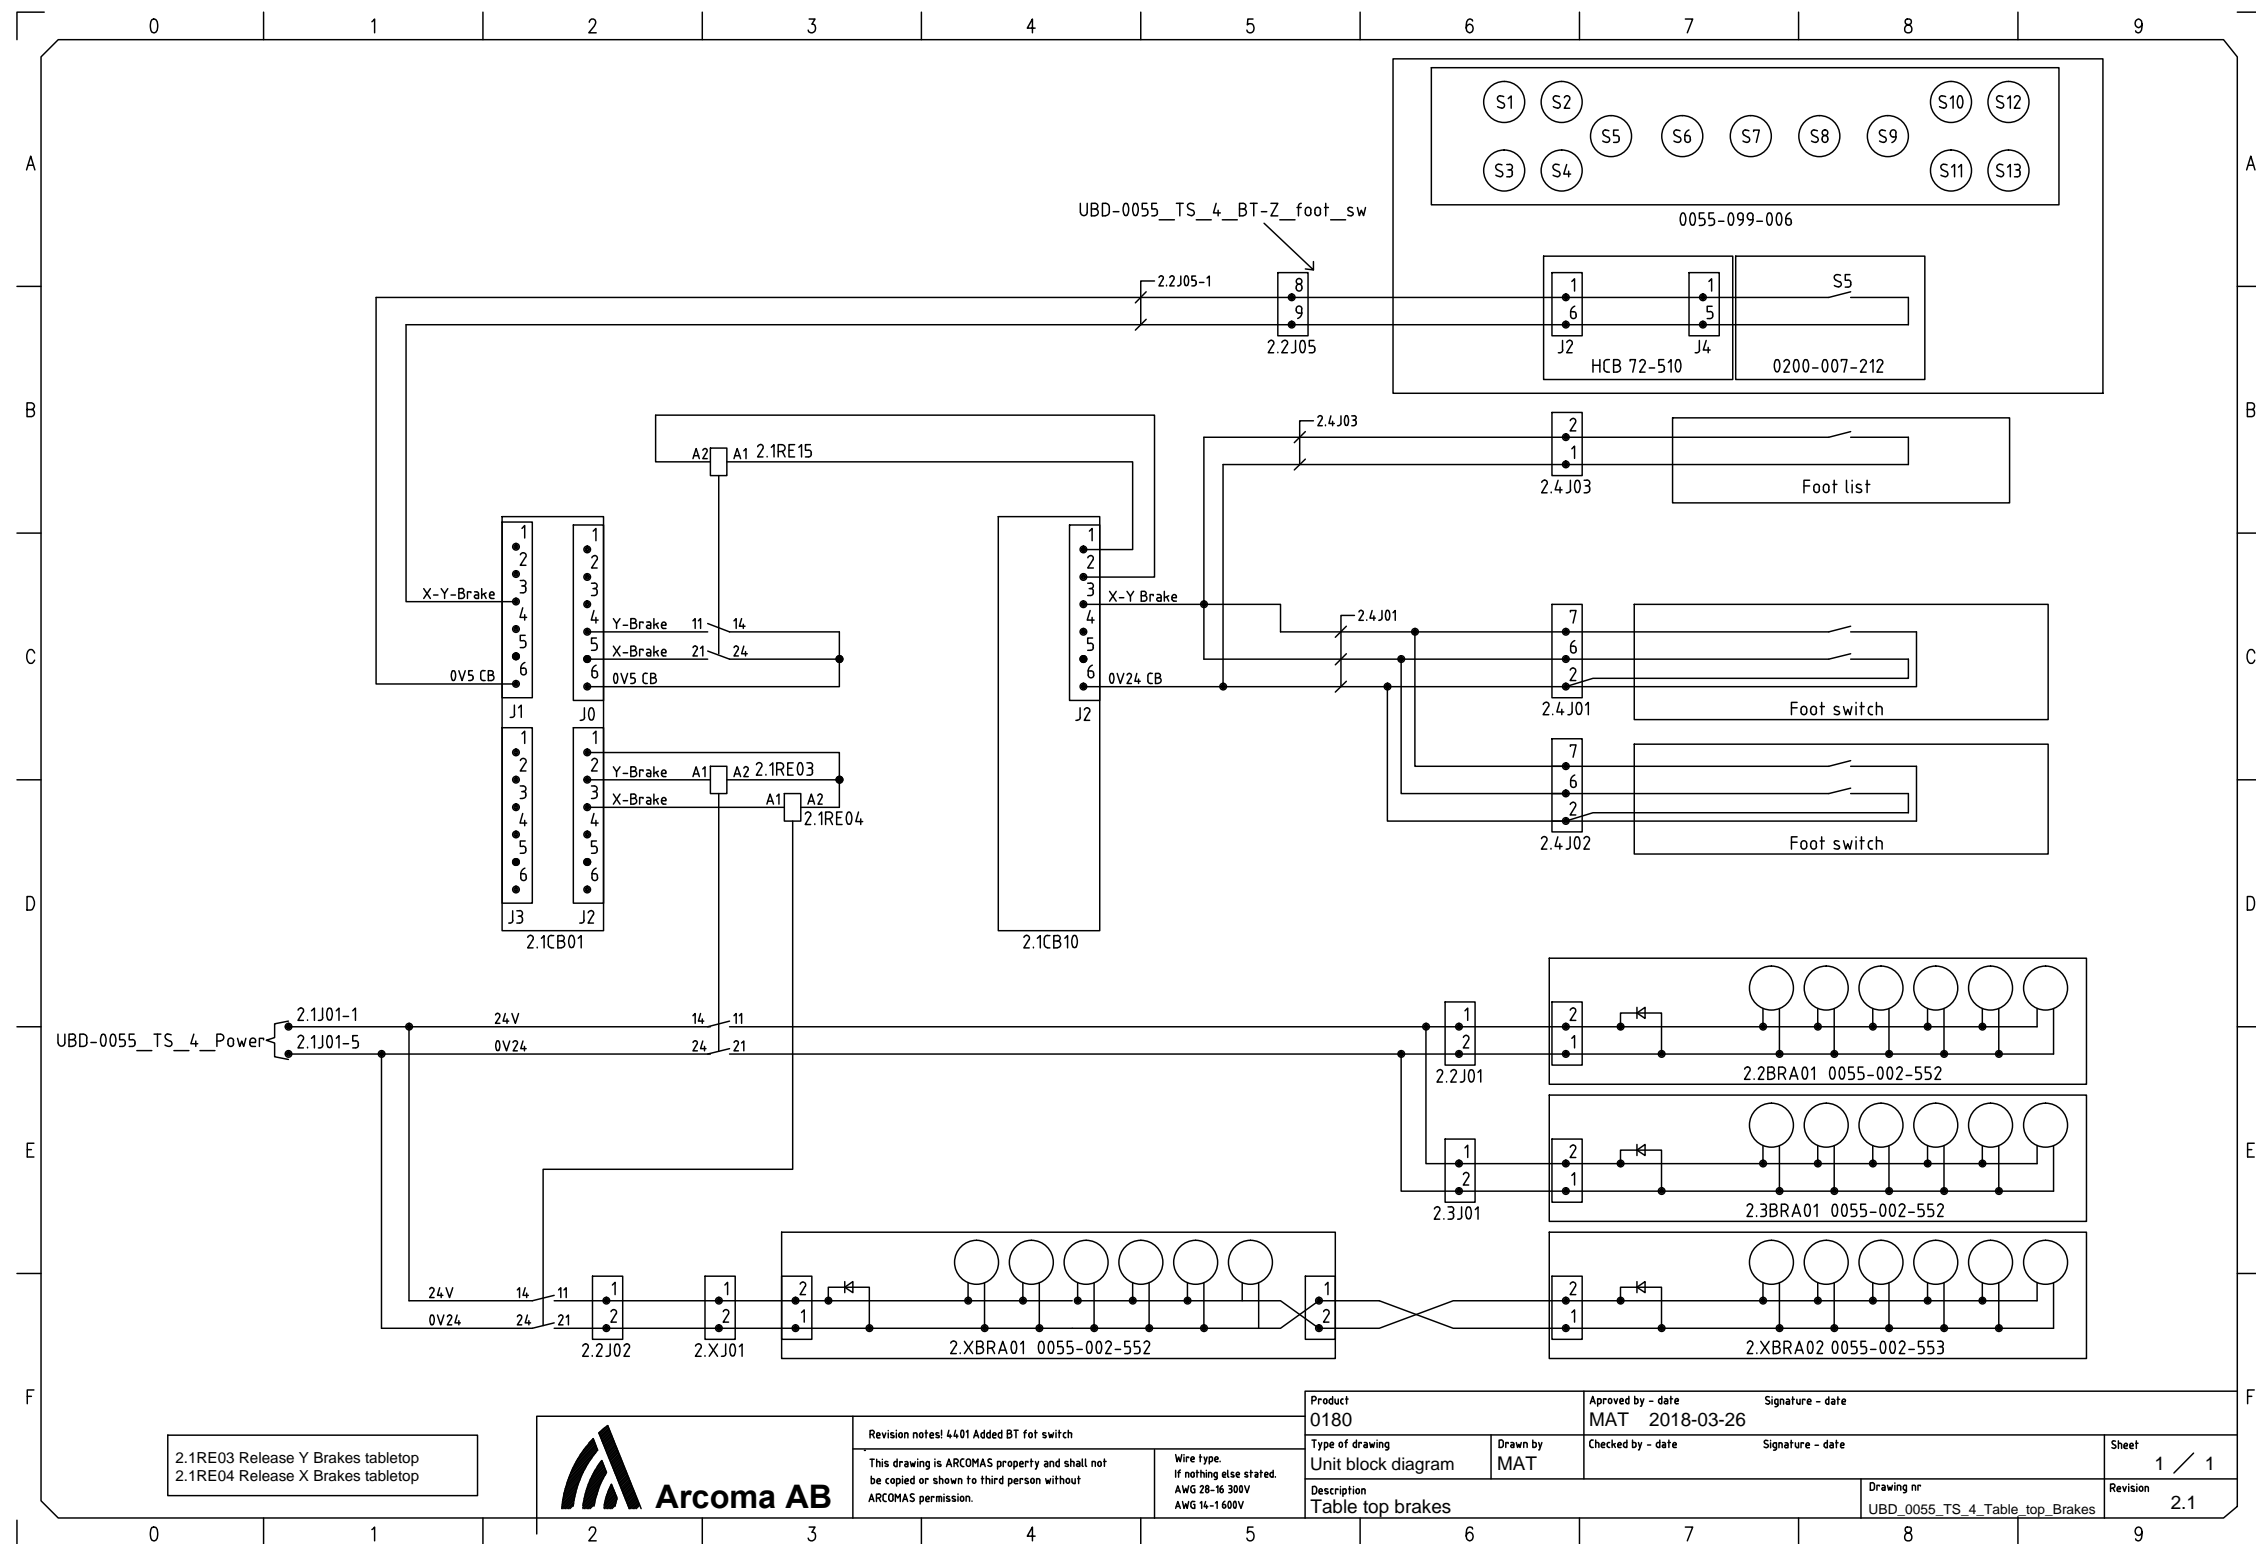 0 1 2 3 4 5 6 7 8 9
S1 S2 S10 S12
S5 S6 S7 S8 S9
A A
S3 S4 S11 S13
UBD-0055_TS_4_BT-Z_foot_sw
0055-099-006
2.2J05-1 8 1 1 S5
9 6 5
2.2J05 J2 J4
HCB 72-510 0200-007-212
B B
2.4J03 2
A2 A1 2.1RE15 1
2.4J03 Foot list
1 1 1
2 2 2
X-Y-Brake 3 3 3 X-Y Brake
4 4 Y-Brake 11 14 4 2.4J01 7
5 5 X-Brake 21 24 5 6
C C
0V5 CB 6 6 0V5 CB 6 0V24 CB 2
J1 J0 J2 2.4J01 Foot switch
1 1 7
2 2 Y-Brake A1 A2 2.1RE03 6
3 3 X-Brake A1 A2 2
4 4 2.1RE04
5 5 2.4J02 Foot switch
6 6
D D
J3 J2
2.1CB01 2.1CB10
2.1J01-1 24V 14 11 1 2
UBD-0055_TS_4_Power 2.1J01-5 0V24 24 21 2 1
2.2J01 2.2BRA01 0055-002-552
E E
1 2
2 1
2.3J01 2.3BRA01 0055-002-552
24V 14 11 1 1 2 1 2
0V24 24 21 2 2 1 2 1
2.2J02 2.XJ01 2.XBRA01 0055-002-552 2.XBRA02 0055-002-553
F F
2.1RE03 Release Y Brakes tabletop
2.1RE04 Release X Brakes tabletop
Arcoma AB
Revision notes! 4401 Added BT fot switch
This drawing is ARCOMAS property and shall not
be copied or shown to third person without
ARCOMAS permission.
Wire type.
If nothing else stated.
AWG 28-16 300V
AWG 14-1 600V
Product
0180
Aproved by - date Signature - date
MAT 2018-03-26
Type of drawing
Unit block diagram
Drawn by
MAT
Checked by - date Signature - date
Sheet
1 / 1
Description
Table top brakes
Drawing nr
UBD_0055_TS_4_Table_top_Brakes
Revision
2.1
0 1 2 3 4 5 6 7 8 9